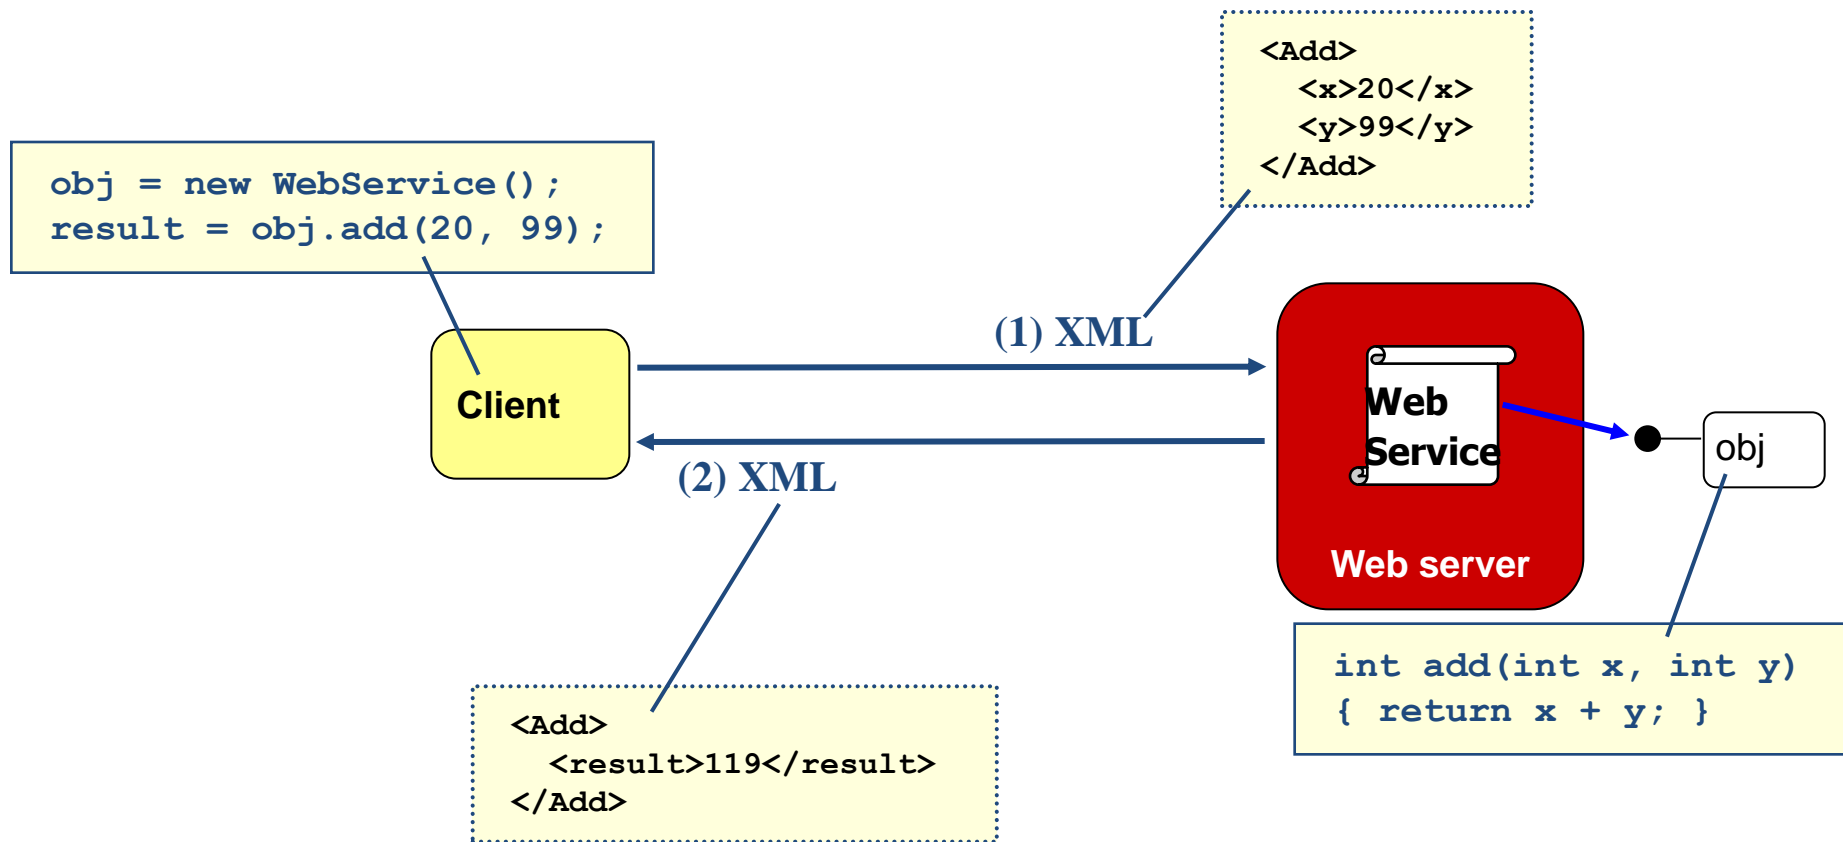 <Add>
<x>20</x>
<y>99</y>
</Add>
obj = new WebService();
result = obj.add(20, 99);
(1) XML
Client
Web
Service
obj
(2) XML
Web server
int add(int x, int y)
{ return x + y; }
<Add>
<result>119</result>
</Add>